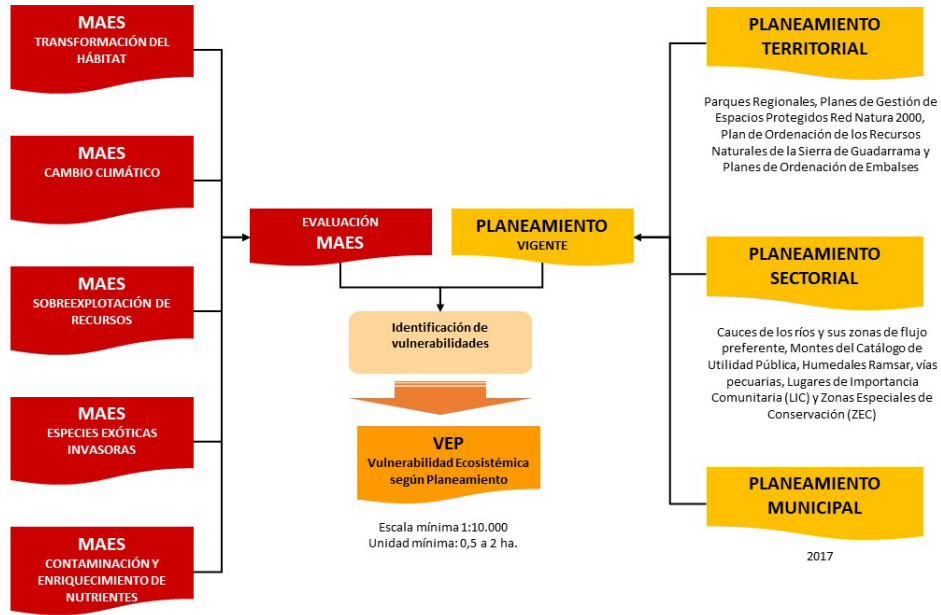 MAES
TRANSFORMACIÓN DEL
HÁBITAT
MAES
CAMBIO CLIMÁTICO
MAES
SOBREEXPLOTACIÓN DE
RECURSOS
MAES
ESPECIES EXÓTICAS
INVASORAS
MAES
CONTAMINACIÓN Y
ENRIQUECIMIENTO DE
NUTRIENTES
EVALUACIÓN
MAES
PLANEAMIENTO
VIGENTE
Identificación de
vulnerabilidades
VEP
Vulnerabilidad Ecosistémica
según Planeamiento
Escala mínima 1:10.000
Unidad mínima: 0,5 a 2 ha.
PLANEAMIENTO
TERRITORIAL
Parques Regionales, Planes de Gestión de
Espacios Protegidos Red Natura 2000,
Plan de Ordenación de los Recursos
Naturales de la Sierra de Guadarrama y
Planes de Ordenación de Embalses
PLANEAMIENTO
SECTORIAL
Cauces de los ríos y sus zonas de flujo
preferente, Montes del Catálogo de
Utilidad Pública, Humedales Ramsar, vías
pecuarias, Lugares de Importancia
Comunitaria (LIC) y Zonas Especiales de
Conservación (ZEC)
PLANEAMIENTO
MUNICIPAL
2017